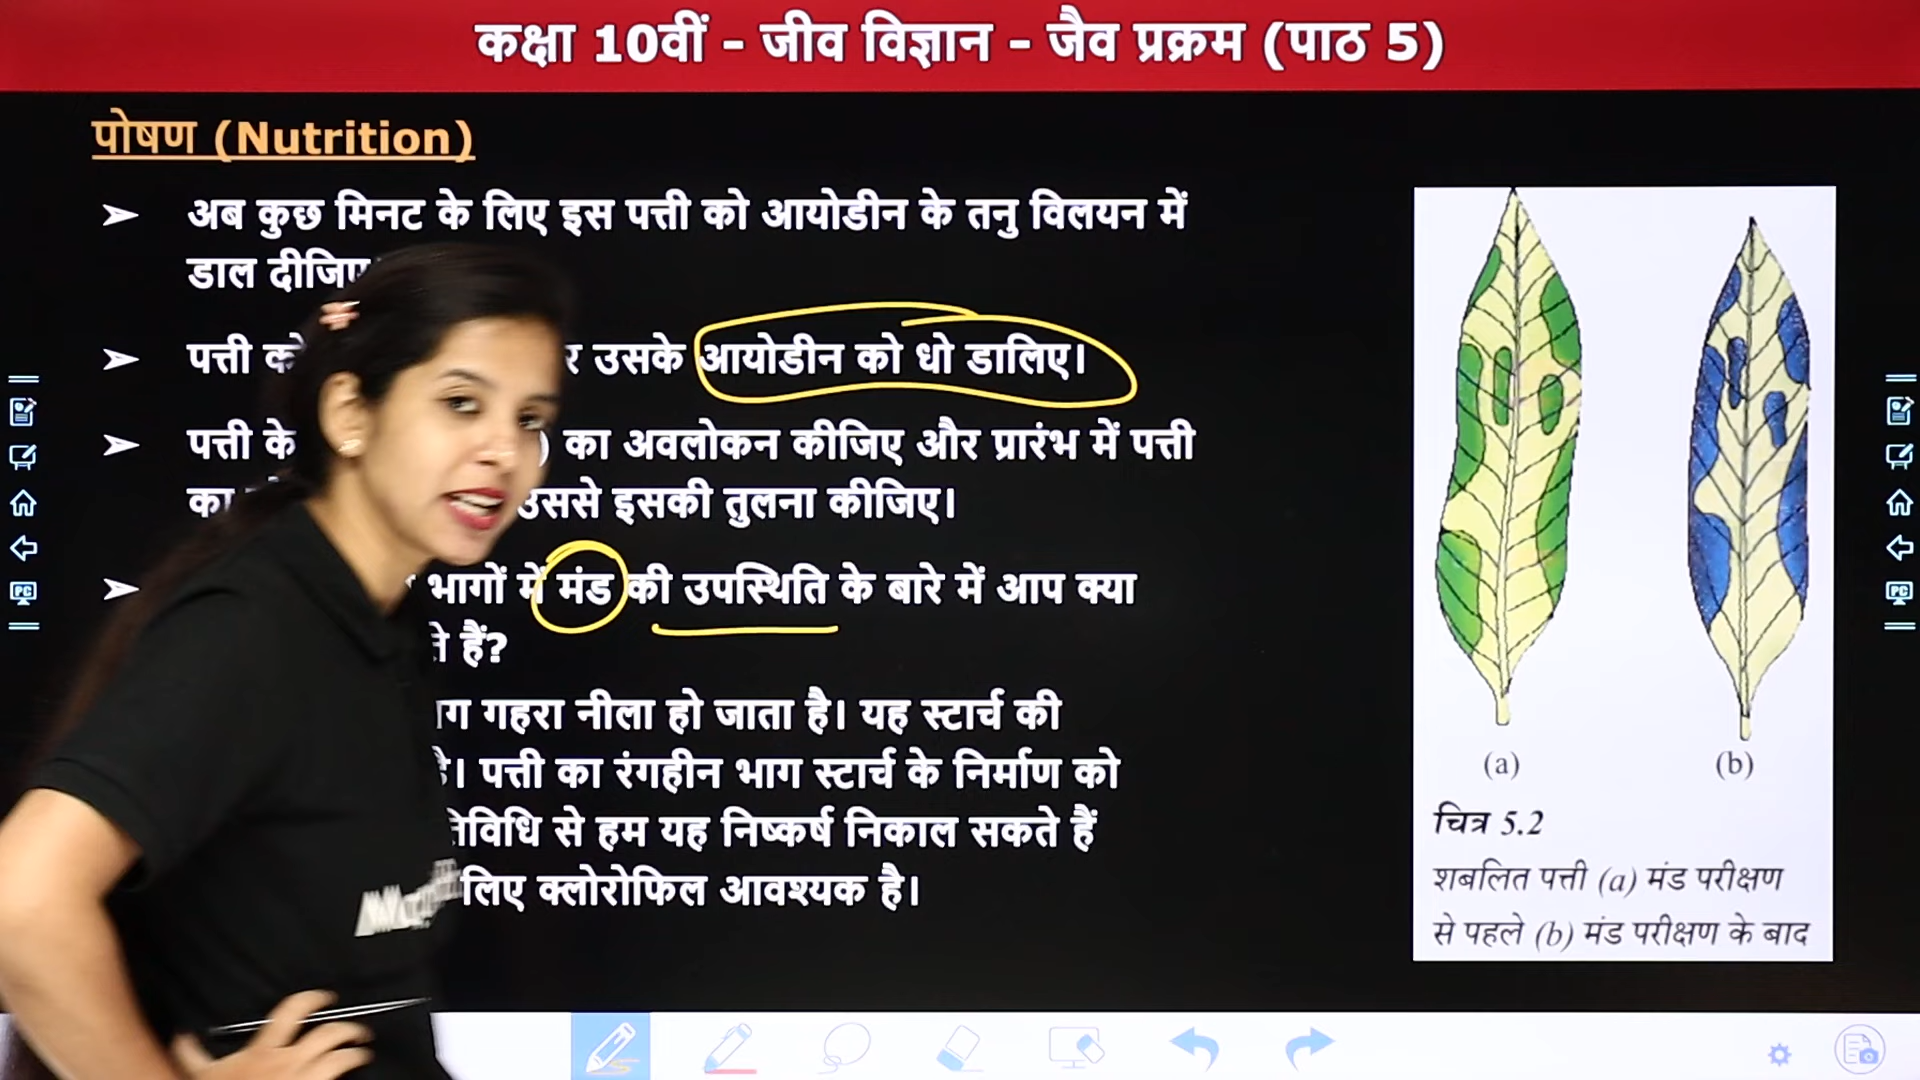 कक्षा 10वीं - जीव विज्ञान - जैव प्रक्रम (पाठ 5)
पोषण (Nutrition)
➤ अब कुछ मिनट के लिए इस पत्ती को आयोडीन के तनु विलयन में
डाल दीजिए
➤ पत्ती को उसके आयोडीन को धो डालिए।
➤ पत्ती के का अवलोकन कीजिए और प्रारंभ में पत्ती
का उससे इसकी तुलना कीजिए।
➤ भागों में मंड की उपस्थिति के बारे में आप क्या
हैं?
गहरा नीला हो जाता है। यह स्टार्च की
है। पत्ती का रंगहीन भाग स्टार्च के निर्माण को
से हम यह निष्कर्ष निकाल सकते हैं
लिए क्लोरोफिल आवश्यक है।
(a) (b)
चित्र 5.2
शबलित पत्ती (a) मंड परीक्षण
से पहले (b) मंड परीक्षण के बाद
PC
PC